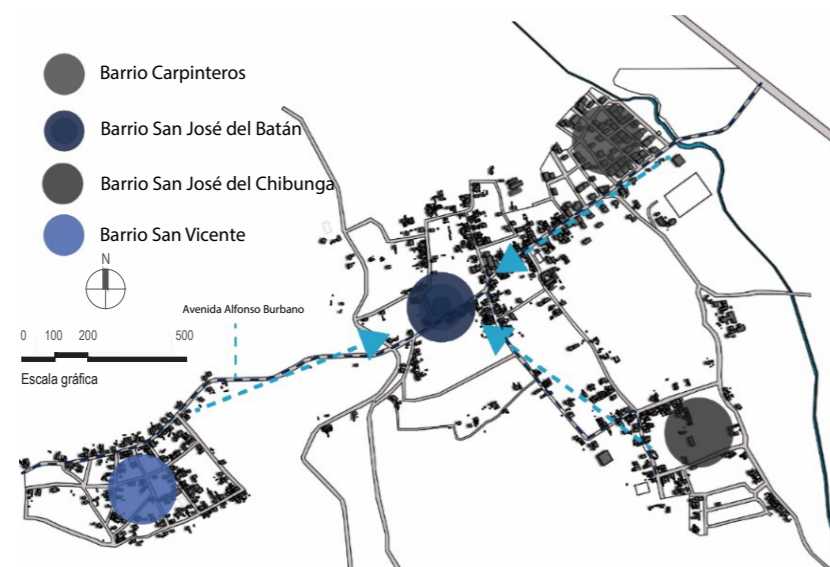 Barrio Carpinteros
Barrio San José del Batán
Barrio San José del Chibunga
Barrio San Vicente
N
Avenida Alfonso Burbano
0 100 200 500
Escala gráfica